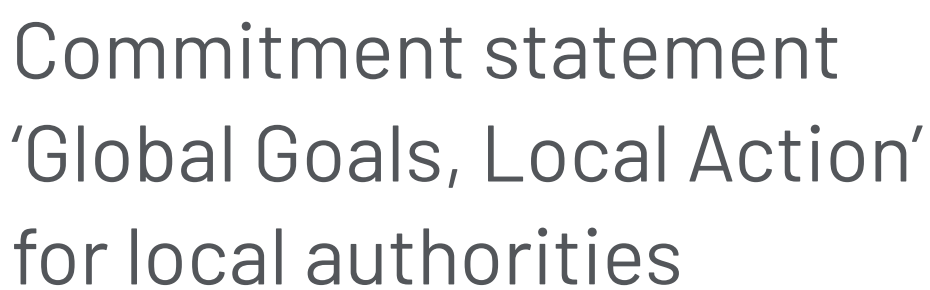 Commitment statement
‘Global Goals, Local Action’
for local authorities